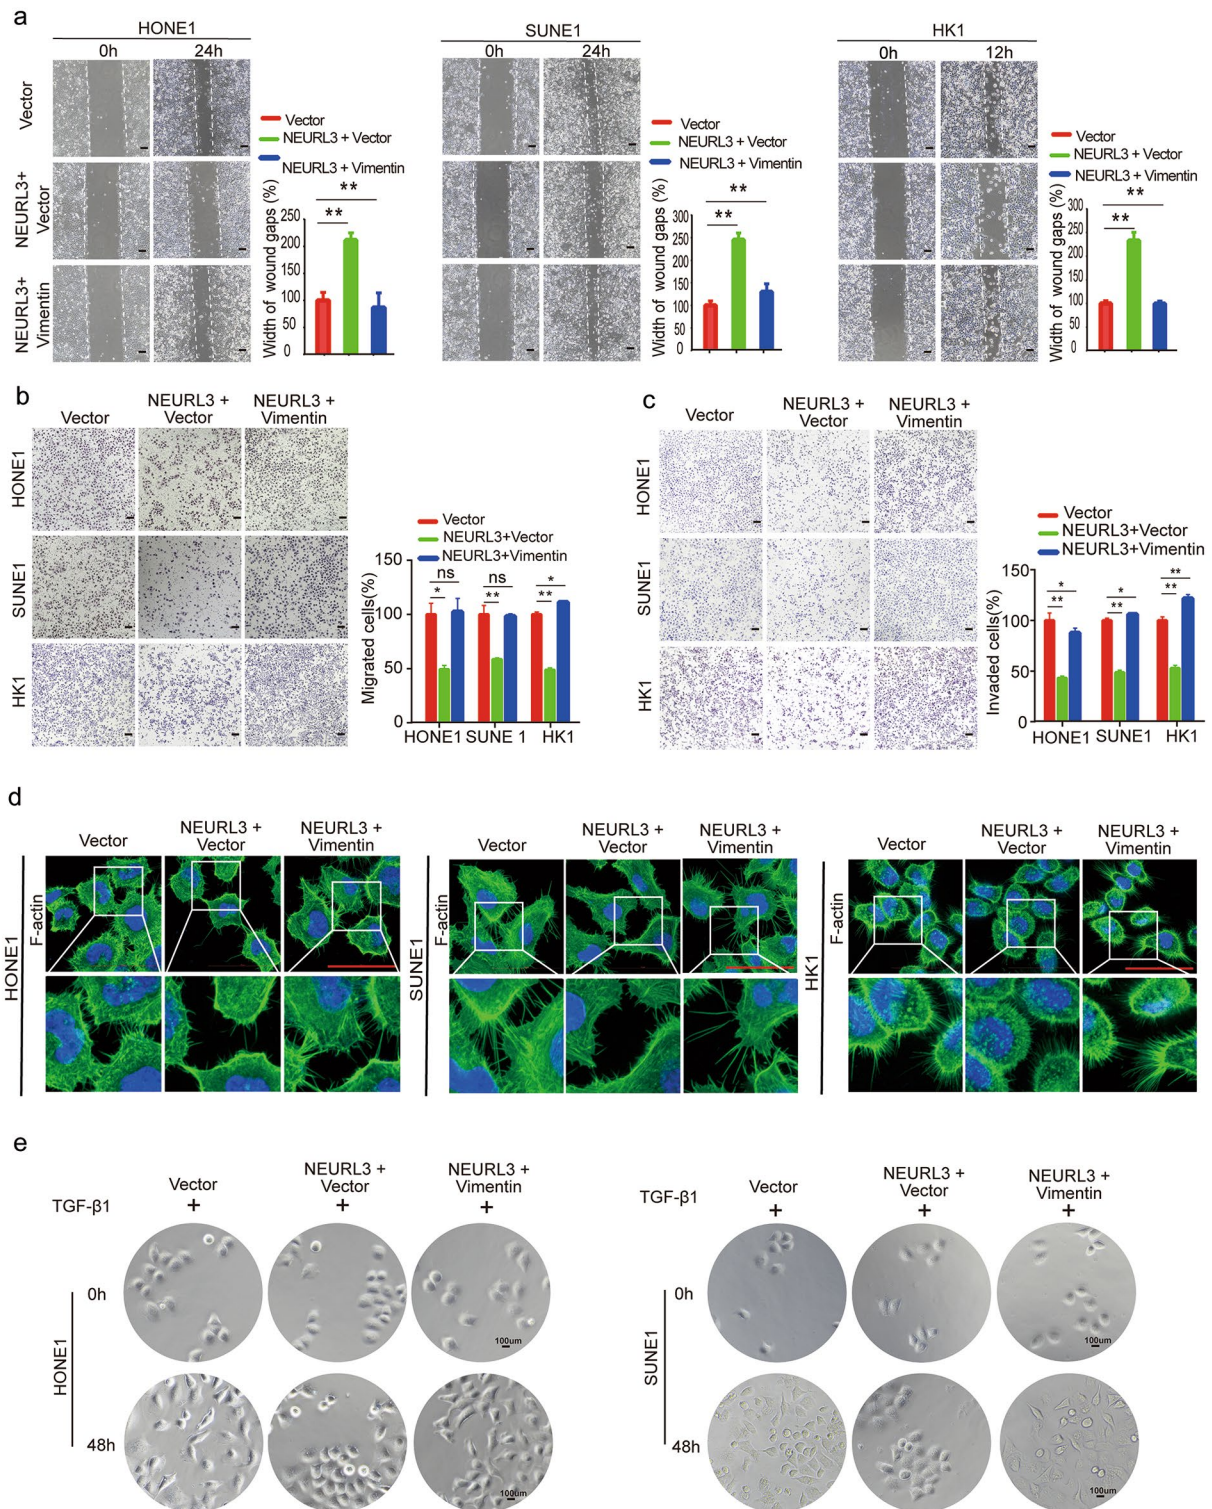 a
HONE1
0h 24h
Vector
NEURL3+
Vector
NEURL3+
Vimentin
Vector
NEURL3 + Vector
NEURL3 + Vimentin
Width of wound gaps (%)
250
200
150
100
50
0
**
**
SUNE1
0h 24h
Vector
NEURL3 + Vector
NEURL3 + Vimentin
Width of wound gaps (%)
300
250
200
150
100
50
0
**
**
HK1
0h 12h
Vector
NEURL3 + Vector
NEURL3 + Vimentin
Width of wound gaps (%)
300
250
200
150
100
50
0
**
**
b
Vector
NEURL3 +
Vector
NEURL3 +
Vimentin
HONE1
SUNE1
HK1
Vector
NEURL3+Vector
NEURL3+Vimentin
Migrated cells(%)
150
100
50
0
ns
*
ns
**
*
**
HONE1 SUNE 1 HK1
c
Vector
NEURL3 +
Vector
NEURL3 +
Vimentin
HONE1
SUNE1
HK1
Vector
NEURL3+Vector
NEURL3+Vimentin
Invaded cells(%)
150
100
50
0
*
**
*
**
**
**
HONE1 SUNE1 HK1
d
HONE1
F-actin
Vector
NEURL3 +
Vector
NEURL3 +
Vimentin
SUNE1
F-actin
Vector
NEURL3 +
Vector
NEURL3 +
Vimentin
HK1
F-actin
Vector
NEURL3 +
Vector
NEURL3 +
Vimentin
e
TGF-β1
Vector
+
NEURL3 +
Vector
+
NEURL3 +
Vimentin
+
HONE1
0h
100um
48h
100um
TGF-β1
Vector
+
NEURL3 +
Vector
+
NEURL3 +
Vimentin
+
SUNE1
0h
100um
48h
100um